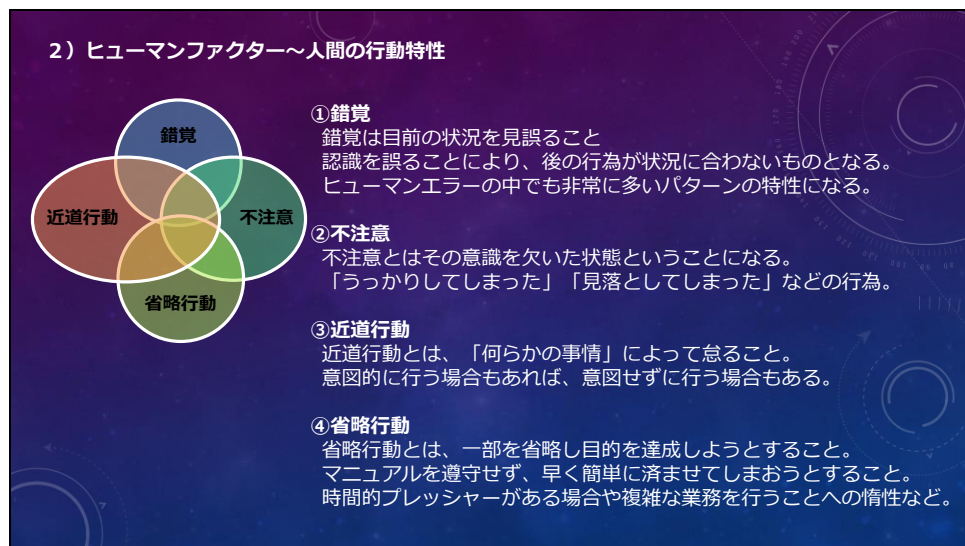 ２）ヒューマンファクター～人間の行動特性
錯覚
近道行動
不注意
省略行動
①錯覚
錯覚は目前の状況を見誤ること
認識を誤ることにより、後の行為が状況に合わないものとなる。
ヒューマンエラーの中でも非常に多いパターンの特性になる。
②不注意
不注意とはその意識を欠いた状態ということになる。
「うっかりしてしまった」「見落としてしまった」などの行為。
③近道行動
近道行動とは、「何らかの事情」によって怠ること。
意図的に行う場合もあれば、意図せずに行う場合もある。
④省略行動
省略行動とは、一部を省略し目的を達成しようとすること。
マニュアルを遵守せず、早く簡単に済ませてしまおうとすること。
時間的プレッシャーがある場合や複雑な業務を行うことへの惰性など。